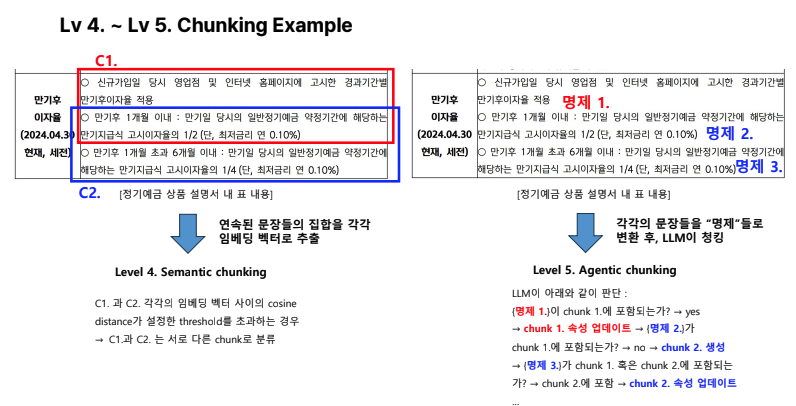 Lv 4. ~ Lv 5. Chunking Example
C1.
만기후
이자율
(2024.04.30
현재, 세전)
○ 신규가입일 당시 영업점 및 인터넷 홈페이지에 고시한 경과기간별
만기후이자율 적용
○ 만기후 1개월 이내 : 만기일 당시의 일반정기예금 약정기간에 해당하는
만기지급식 고시이자율의 1/2 (단, 최저금리 연 0.10%)
○ 만기후 1개월 초과 6개월 이내 : 만기일 당시의 일반정기예금 약정기간에
해당하는 만기지급식 고시이자율의 1/4 (단, 최저금리 연 0.10%)
C2.
[정기예금 상품 설명서 내 표 내용]
연속된 문장들의 집합을 각각
임베딩 벡터로 추출
Level 4. Semantic chunking
C1. 과 C2. 각각의 임베딩 벡터 사이의 cosine
distance가 설정한 threshold를 초과하는 경우
→ C1.과 C2. 는 서로 다른 chunk로 분류
만기후
이자율
(2024.04.30
현재, 세전)
○ 신규가입일 당시 영업점 및 인터넷 홈페이지에 고시한 경과기간별
만기후이자율 적용 명제 1.
○ 만기후 1개월 이내 : 만기일 당시의 일반정기예금 약정기간에 해당하는
만기지급식 고시이자율의 1/2 (단, 최저금리 연 0.10%) 명제 2.
○ 만기후 1개월 초과 6개월 이내 : 만기일 당시의 일반정기예금 약정기간에
해당하는 만기지급식 고시이자율의 1/4 (단, 최저금리 연 0.10%) 명제 3.
[정기예금 상품 설명서 내 표 내용]
각각의 문장들을 “명제”들로
변환 후, LLM이 청킹
Level 5. Agentic chunking
LLM이 아래와 같이 판단 :
{명제 1.}이 chunk 1.에 포함되는가? → yes
→ chunk 1. 속성 업데이트 → {명제 2.}가
chunk 1.에 포함되는가? → no → chunk 2. 생성
→ {명제 3.}가 chunk 1. 혹은 chunk 2.에 포함되는
가? → chunk 2.에 포함 → chunk 2. 속성 업데이트
...